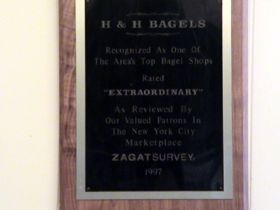 H & H BAGELS
Recognized As One Of
The Area's Top Bagel Shops
Rated
"EXTRAORDINARY"
As Reviewed By
Our Valued Patrons In
The New York City
Marketplace
ZAGATSURVEY
1997